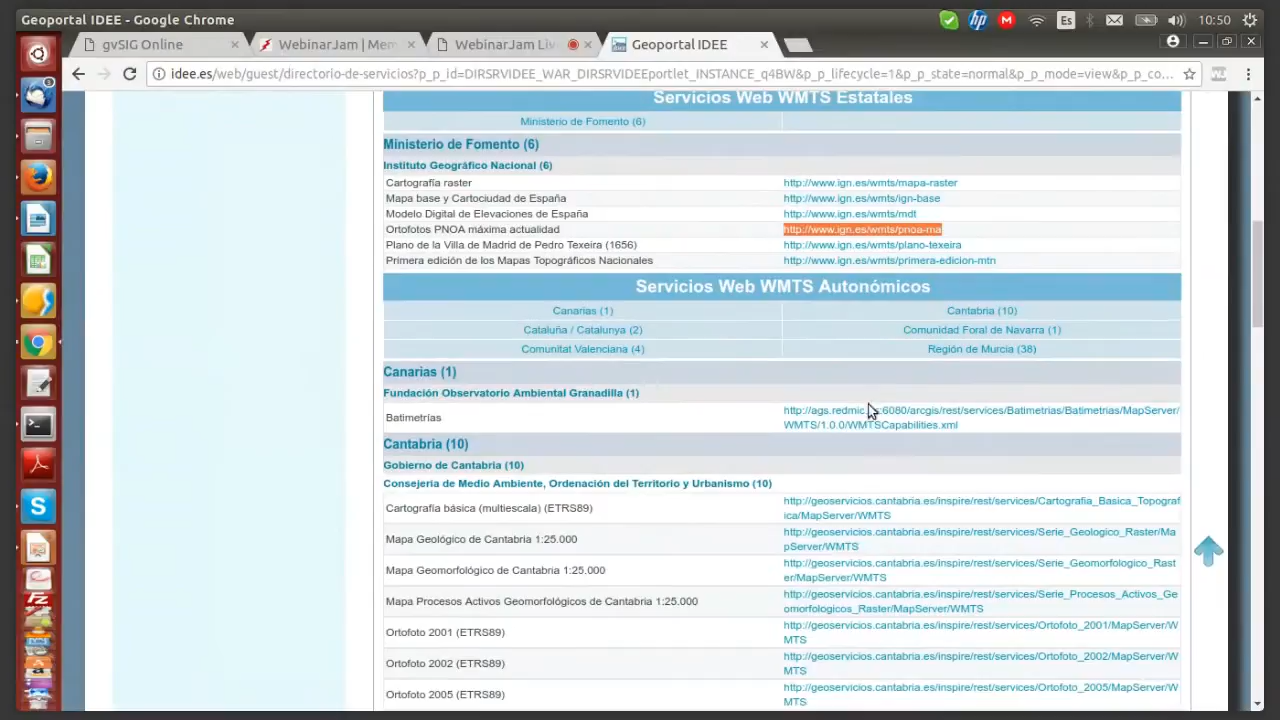 Geoportal IDEE - Google Chrome
Es
10:50
gvSIG Online
WebinarJam | Mem
WebinarJam Liv
Geoportal IDEE
idee.es/web/guest/directorio-de-servicios?p_p_id=DIRSRVIDEE_WAR_DIRSRVIDEEportlet_INSTANCE_q4BW&p_p_lifecycle=1&p_p_state=normal&p_p_mode=view&p_p_co...
Servicios Web WMTS Estatales
Ministerio de Fomento (6)
Ministerio de Fomento (6)
Instituto Geográfico Nacional (6)
Cartografía raster http://www.ign.es/wmts/mapa-raster
Mapa base y Cartociudad de España http://www.ign.es/wmts/ign-base
Modelo Digital de Elevaciones de España http://www.ign.es/wmts/mdt
Ortofotos PNOA máxima actualidad http://www.ign.es/wmts/pnoa-ma
Plano de la Villa de Madrid de Pedro Texeira (1656) http://www.ign.es/wmts/plano-texeira
Primera edición de los Mapas Topográficos Nacionales http://www.ign.es/wmts/primera-edicion-mtn
Servicios Web WMTS Autonómicos
Canarias (1) Cantabria (10)
Cataluña / Catalunya (2) Comunidad Foral de Navarra (1)
Comunitat Valenciana (4) Región de Murcia (38)
Canarias (1)
Fundación Observatorio Ambiental Granadilla (1)
Batimetrías
http://ags.redmic. :6080/arcgis/rest/services/Batimetrias/Batimetrias/MapServer/
WMTS/1.0.0/WMTSCapabilities.xml
Cantabria (10)
Gobierno de Cantabria (10)
Consejería de Medio Ambiente, Ordenación del Territorio y Urbanismo (10)
Cartografía básica (multiescala) (ETRS89)
http://geoservicios.cantabria.es/inspire/rest/services/Cartografia_Basica_Topograf
ica/MapServer/WMTS
Mapa Geológico de Cantabria 1:25.000
http://geoservicios.cantabria.es/inspire/rest/services/Serie_Geologico_Raster/Ma
pServer/WMTS
Mapa Geomorfológico de Cantabria 1:25.000
http://geoservicios.cantabria.es/inspire/rest/services/Serie_Geomorfologico_Rast
er/MapServer/WMTS
Mapa Procesos Activos Geomorfológicos de Cantabria 1:25.000
http://geoservicios.cantabria.es/inspire/rest/services/Serie_Procesos_Activos_Ge
omorfologicos_Raster/MapServer/WMTS
Ortofoto 2001 (ETRS89)
http://geoservicios.cantabria.es/inspire/rest/services/Ortofoto_2001/MapServer/W
MTS
Ortofoto 2002 (ETRS89)
http://geoservicios.cantabria.es/inspire/rest/services/Ortofoto_2002/MapServer/W
MTS
Ortofoto 2005 (ETRS89)
http://geoservicios.cantabria.es/inspire/rest/services/Ortofoto_2005/MapServer/W
MTS